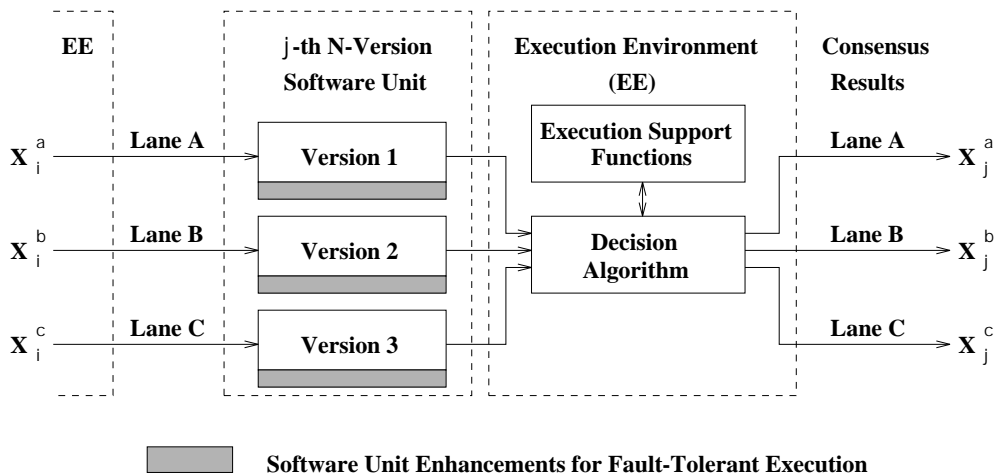 EE
j-th N-Version
Software Unit
Execution Environment
(EE)
Consensus
Results
X i a
Lane A
Version 1
Execution Support
Functions
Lane A
X j a
X i b
Lane B
Version 2
Decision
Algorithm
Lane B
X j b
X i c
Lane C
Version 3
Lane C
X j c
Software Unit Enhancements for Fault-Tolerant Execution